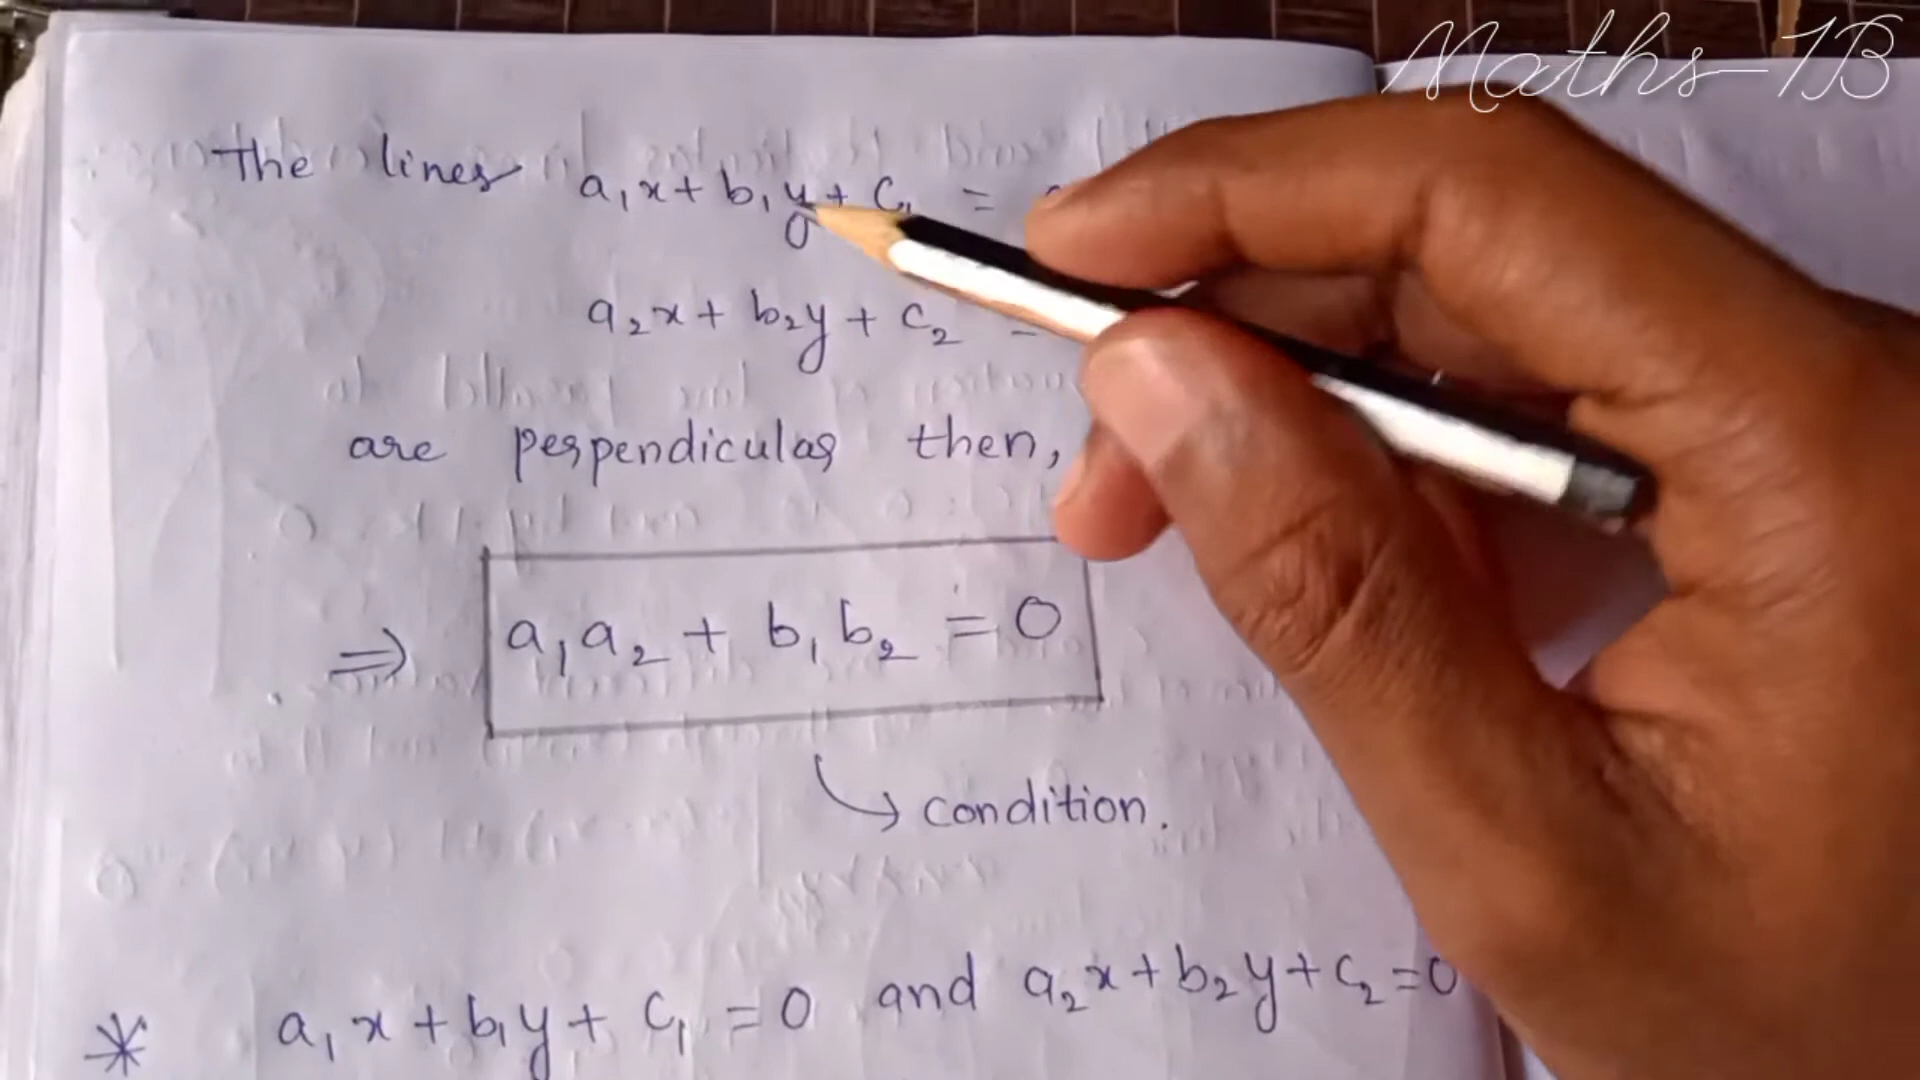 Maths-1B
The lines a₁x + b₁y + c₁ =
a₂x + b₂y + c₂ =
are perpendicular then,
⇒ a₁a₂ + b₁b₂ = 0
↳ condition.
* a₁x + b₁y + c₁ = 0 and a₂x + b₂y + c₂ = 0